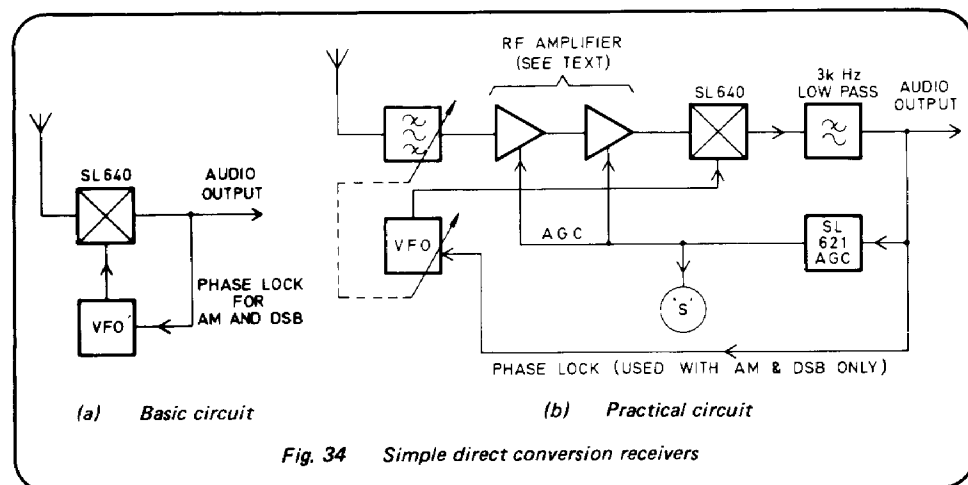 SL640
AUDIO
OUTPUT
PHASE LOCK
FOR
AM AND DSB
VFO
(a) Basic circuit
RF AMPLIFIER
(SEE TEXT)
SL640
3k Hz
LOW PASS
AUDIO
OUTPUT
VFO
AGC
SL
621
AGC
'S'
PHASE LOCK (USED WITH AM & DSB ONLY)
(b) Practical circuit
Fig. 34 Simple direct conversion receivers